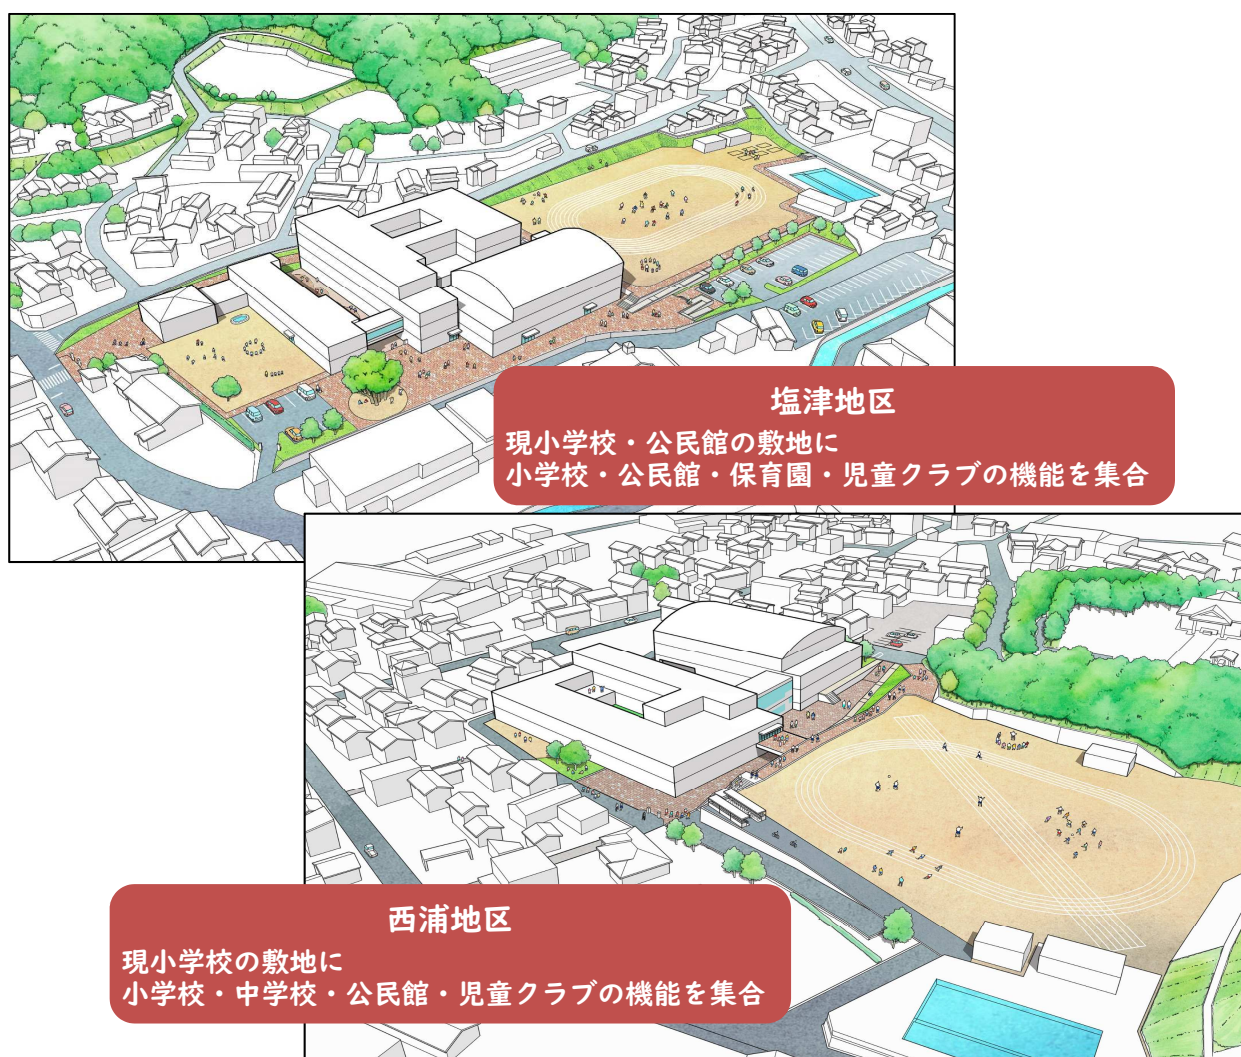 塩津地区
現小学校・公民館の敷地に
小学校・公民館・保育園・児童クラブの機能を集合
西浦地区
現小学校の敷地に
小学校・中学校・公民館・児童クラブの機能を集合